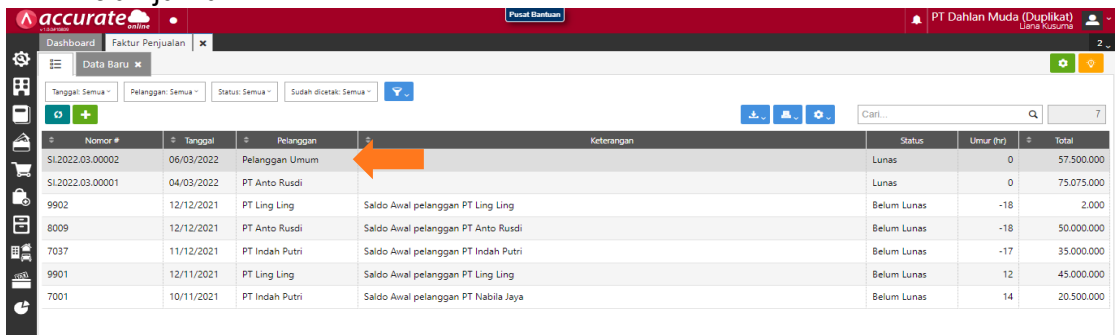 accurate online
Pusat Bantuan
PT Dahlan Muda (Duplikat)
Liana Kusuma
Dashboard Faktur Penjualan 2
Data Baru
Tanggal: Semua Pelanggan: Semua Status: Semua Sudah dicetak: Semua
Cari... 7
Nomor # Tanggal Pelanggan Keterangan Status Umur (hr) Total
SI.2022.03.00002 06/03/2022 Pelanggan Umum Lunas 0 57.500.000
SI.2022.03.00001 04/03/2022 PT Anto Rusdi Lunas 0 75.075.000
9902 12/12/2021 PT Ling Ling Saldo Awal pelanggan PT Ling Ling Belum Lunas -18 2.000
8009 12/12/2021 PT Anto Rusdi Saldo Awal pelanggan PT Anto Rusdi Belum Lunas -18 50.000.000
7037 11/12/2021 PT Indah Putri Saldo Awal pelanggan PT Indah Putri Belum Lunas -17 35.000.000
9901 12/11/2021 PT Ling Ling Saldo Awal pelanggan PT Ling Ling Belum Lunas 12 45.000.000
7001 10/11/2021 PT Indah Putri Saldo Awal pelanggan PT Nabila Jaya Belum Lunas 14 20.500.000